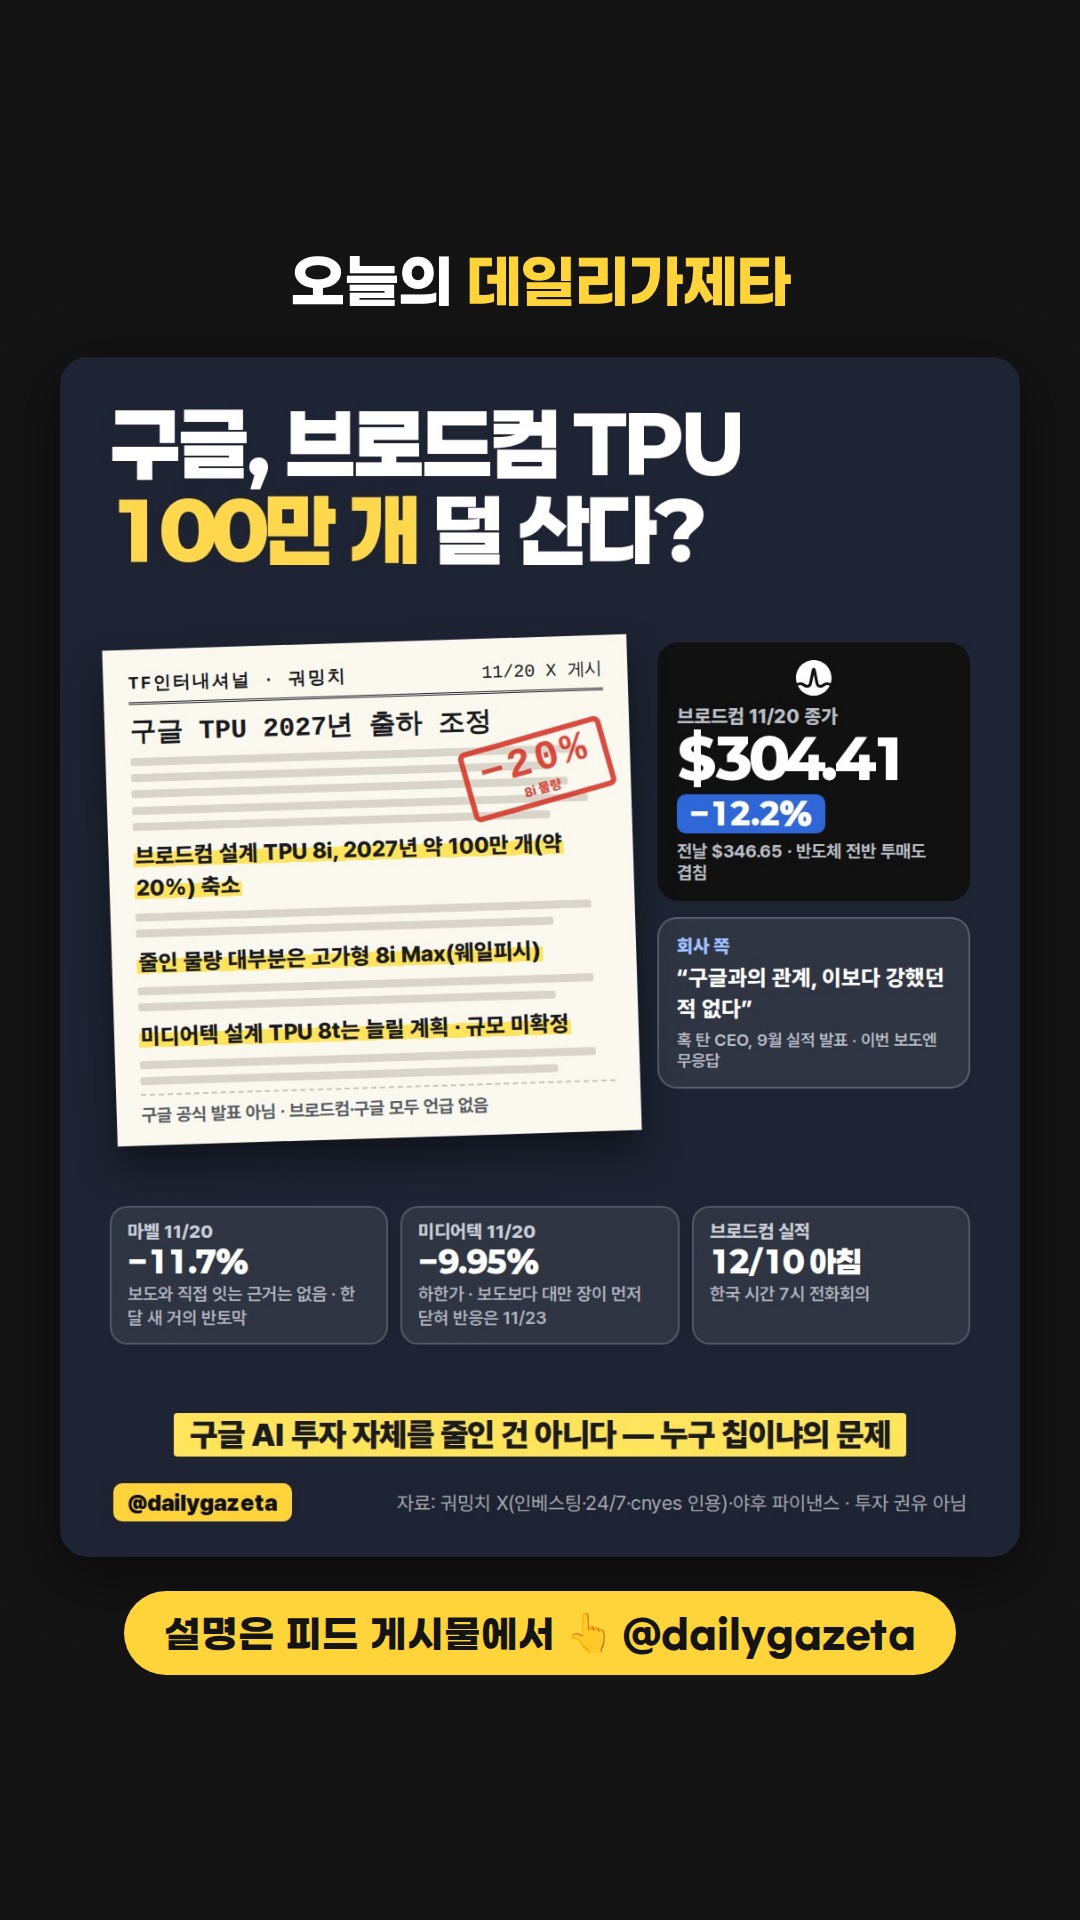 오늘의 데일리가제타
구글, 브로드컴 TPU
100만 개 덜 산다?
TF인터내셔널 · 궈밍치
11/20 X 게시
구글 TPU 2027년 출하 조정
−20%
8i 물량
브로드컴 설계 TPU 8i, 2027년 약 100만 개(약
20%) 축소
줄인 물량 대부분은 고가형 8i Max(웨일피시)
미디어텍 설계 TPU 8t는 늘릴 계획 · 규모 미확정
구글 공식 발표 아님 · 브로드컴·구글 모두 언급 없음
브로드컴 11/20 종가
$304.41
−12.2%
전날 $346.65 · 반도체 전반 투매도
겹침
회사 쪽
“구글과의 관계, 이보다 강했던
적 없다”
혹 탄 CEO, 9월 실적 발표 · 이번 보도엔
무응답
마벨 11/20
−11.7%
보도와 직접 잇는 근거는 없음 · 한
달 새 거의 반토막
미디어텍 11/20
−9.95%
하한가 · 보도보다 대만 장이 먼저
닫혀 반응은 11/23
브로드컴 실적
12/10 아침
한국 시간 7시 전화회의
구글 AI 투자 자체를 줄인 건 아니다 — 누구 칩이냐의 문제
@dailygazeta
자료: 궈밍치 X(인베스팅·24/7·cnyes 인용)·야후 파이낸스 · 투자 권유 아님
설명은 피드 게시물에서 👆 @dailygazeta